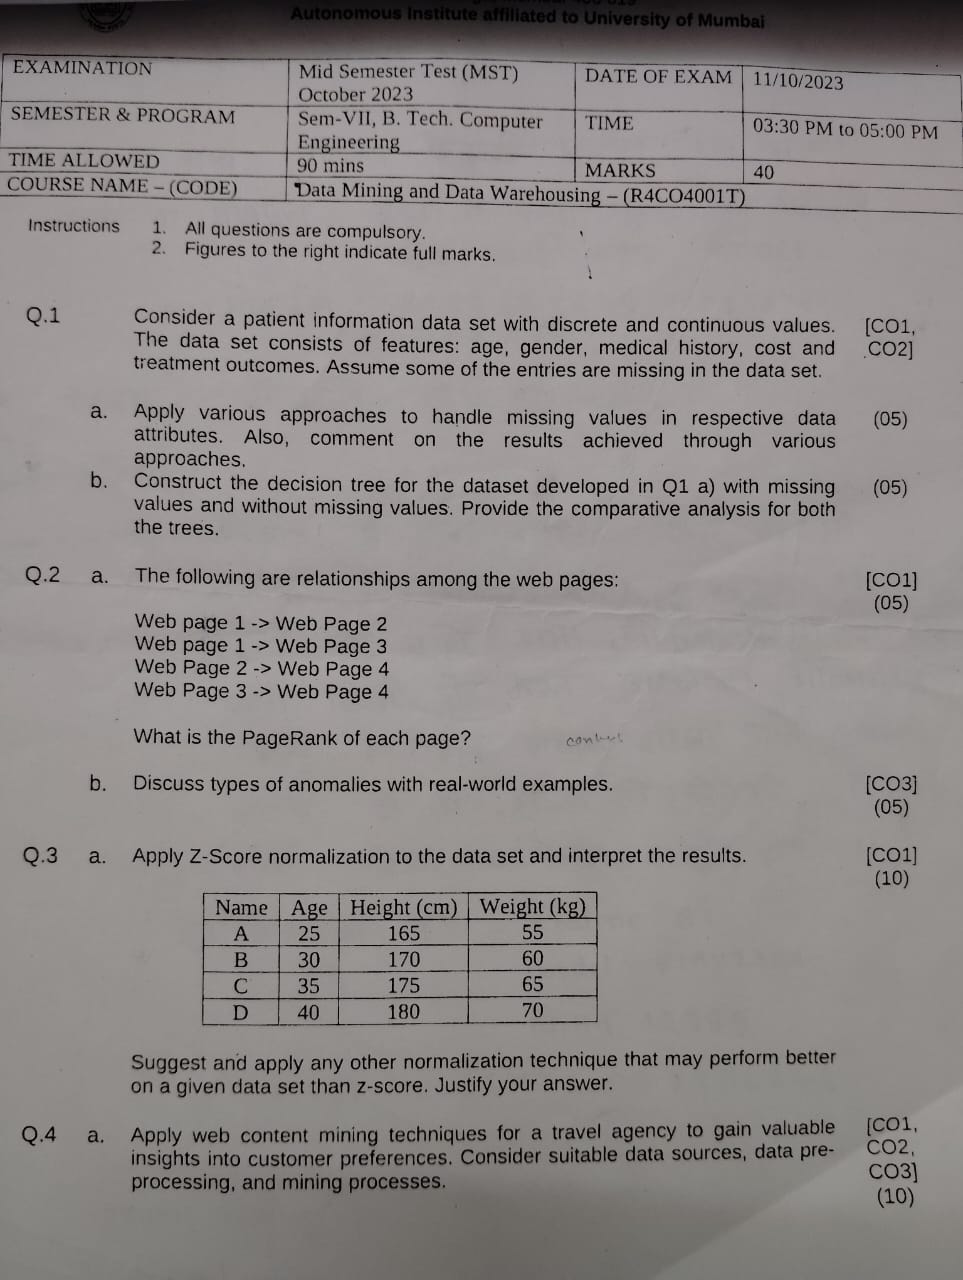 Autonomous Institute affiliated to University of Mumbai
EXAMINATION Mid Semester Test (MST) October 2023 DATE OF EXAM 11/10/2023
SEMESTER & PROGRAM Sem-VII, B. Tech. Computer Engineering TIME 03:30 PM to 05:00 PM
TIME ALLOWED 90 mins MARKS 40
COURSE NAME – (CODE) Data Mining and Data Warehousing – (R4CO4001T)
Instructions 1. All questions are compulsory.
2. Figures to the right indicate full marks.
Q.1 Consider a patient information data set with discrete and continuous values. [CO1,
The data set consists of features: age, gender, medical history, cost and CO2]
treatment outcomes. Assume some of the entries are missing in the data set.
a. Apply various approaches to handle missing values in respective data (05)
attributes. Also, comment on the results achieved through various
approaches.
b. Construct the decision tree for the dataset developed in Q1 a) with missing (05)
values and without missing values. Provide the comparative analysis for both
the trees.
Q.2 a. The following are relationships among the web pages: [CO1]
(05)
Web page 1 -> Web Page 2
Web page 1 -> Web Page 3
Web Page 2 -> Web Page 4
Web Page 3 -> Web Page 4
What is the PageRank of each page?
b. Discuss types of anomalies with real-world examples. [CO3]
(05)
Q.3 a. Apply Z-Score normalization to the data set and interpret the results. [CO1]
(10)
Name Age Height (cm) Weight (kg)
A 25 165 55
B 30 170 60
C 35 175 65
D 40 180 70
Suggest and apply any other normalization technique that may perform better
on a given data set than z-score. Justify your answer.
Q.4 a. Apply web content mining techniques for a travel agency to gain valuable [CO1,
insights into customer preferences. Consider suitable data sources, data pre- CO2,
processing, and mining processes. CO3]
(10)